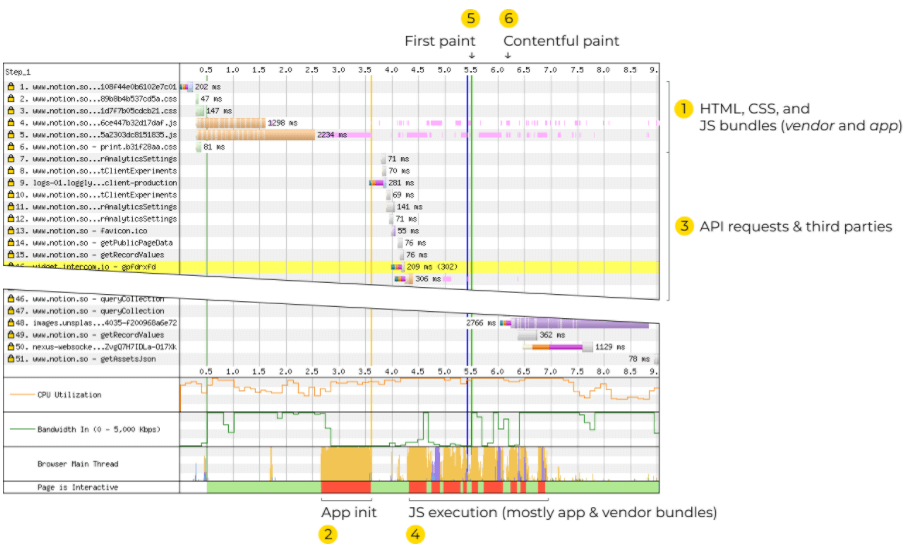 5 6
First paint Contentful paint
Step_1 0.5 1.0 1.5 2.0 2.5 3.0 3.5 4.0 4.5 5.0 5.5 6.0 6.5 7.0 7.5 8.0 8.5 9.
1. www.notion.so...108f44e0b6102e7c01 202 ms
2. www.notion.so...89b8b4b537cd5a.css 47 ms
3. www.notion.so...1d7f7b05cdcb21.css 147 ms
4. www.notion.so...6ce447b32d17daf.js 1298 ms
5. www.notion.so...5a2303dc8151835.js 2234 ms
6. www.notion.so - print.b31f28aa.css 81 ms
1 HTML, CSS, and
JS bundles (vendor and app)
7. www.notion.so...rAnalyticsSettings 71 ms
8. www.notion.so...tClientExperiments 70 ms
9. logs-01.loggly...client-production 281 ms
10. www.notion.so...tClientExperiments 69 ms
11. www.notion.so...rAnalyticsSettings 141 ms
12. www.notion.so...rAnalyticsSettings 71 ms
13. www.notion.so - favicon.ico 55 ms
14. www.notion.so - getPublicPageData 76 ms
15. www.notion.so - getRecordValues 76 ms
16. widget.intercom.io - gpfdrxfd 209 ms (302)
306 ms
3 API requests & third parties
46. www.notion.so - queryCollection
47. www.notion.so - queryCollection
48. images.unsplas...4035-f200968a6e72 2766 ms
49. www.notion.so - getRecordValues 362 ms
50. nexus-websocke...ZvgQ7H7IDLa-017Xk 1129 ms
51. www.notion.so - getAssetsJson 78 ms
0.5 1.0 1.5 2.0 2.5 3.0 3.5 4.0 4.5 5.0 5.5 6.0 6.5 7.0 7.5 8.0 8.5 9.
CPU Utilization
Bandwidth In (0 - 5,000 Kbps)
Browser Main Thread
Page is Interactive
App init JS execution (mostly app & vendor bundles)
2 4